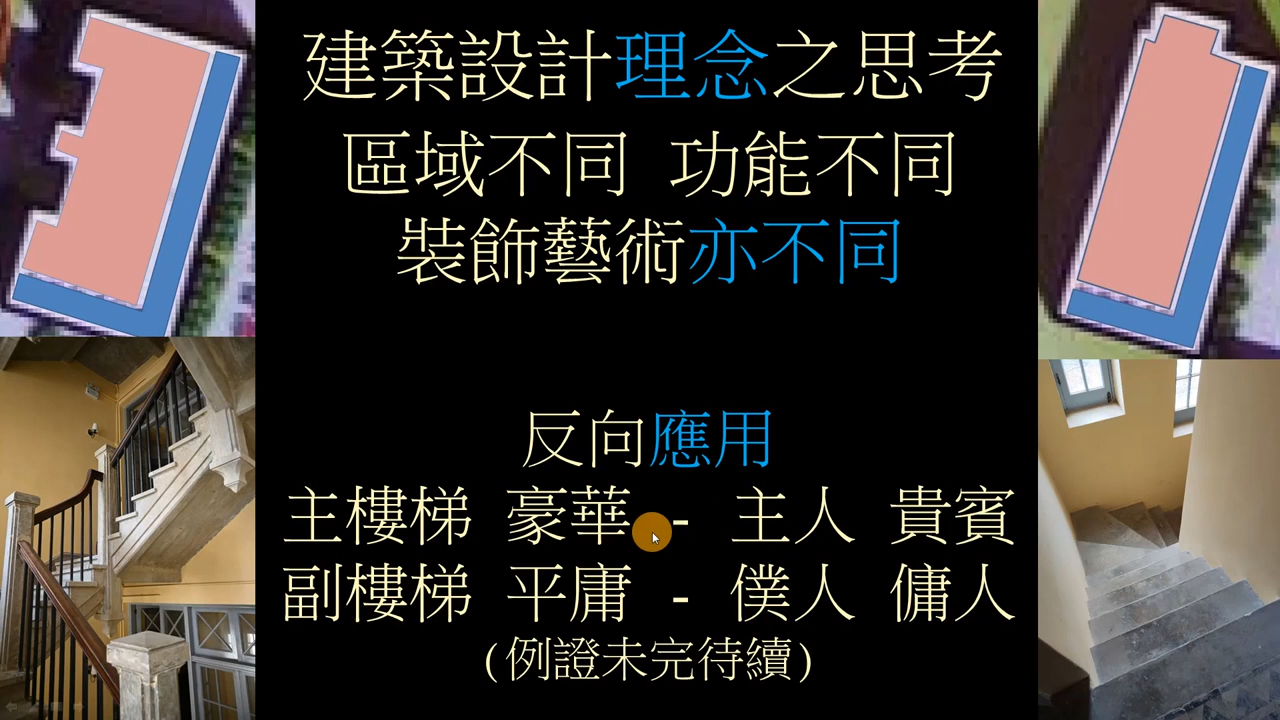 建築設計理念之思考
區域不同 功能不同
裝飾藝術亦不同
反向應用
主樓梯 豪華 - 主人 貴賓
副樓梯 平庸 - 僕人 傭人
(例證未完待續)